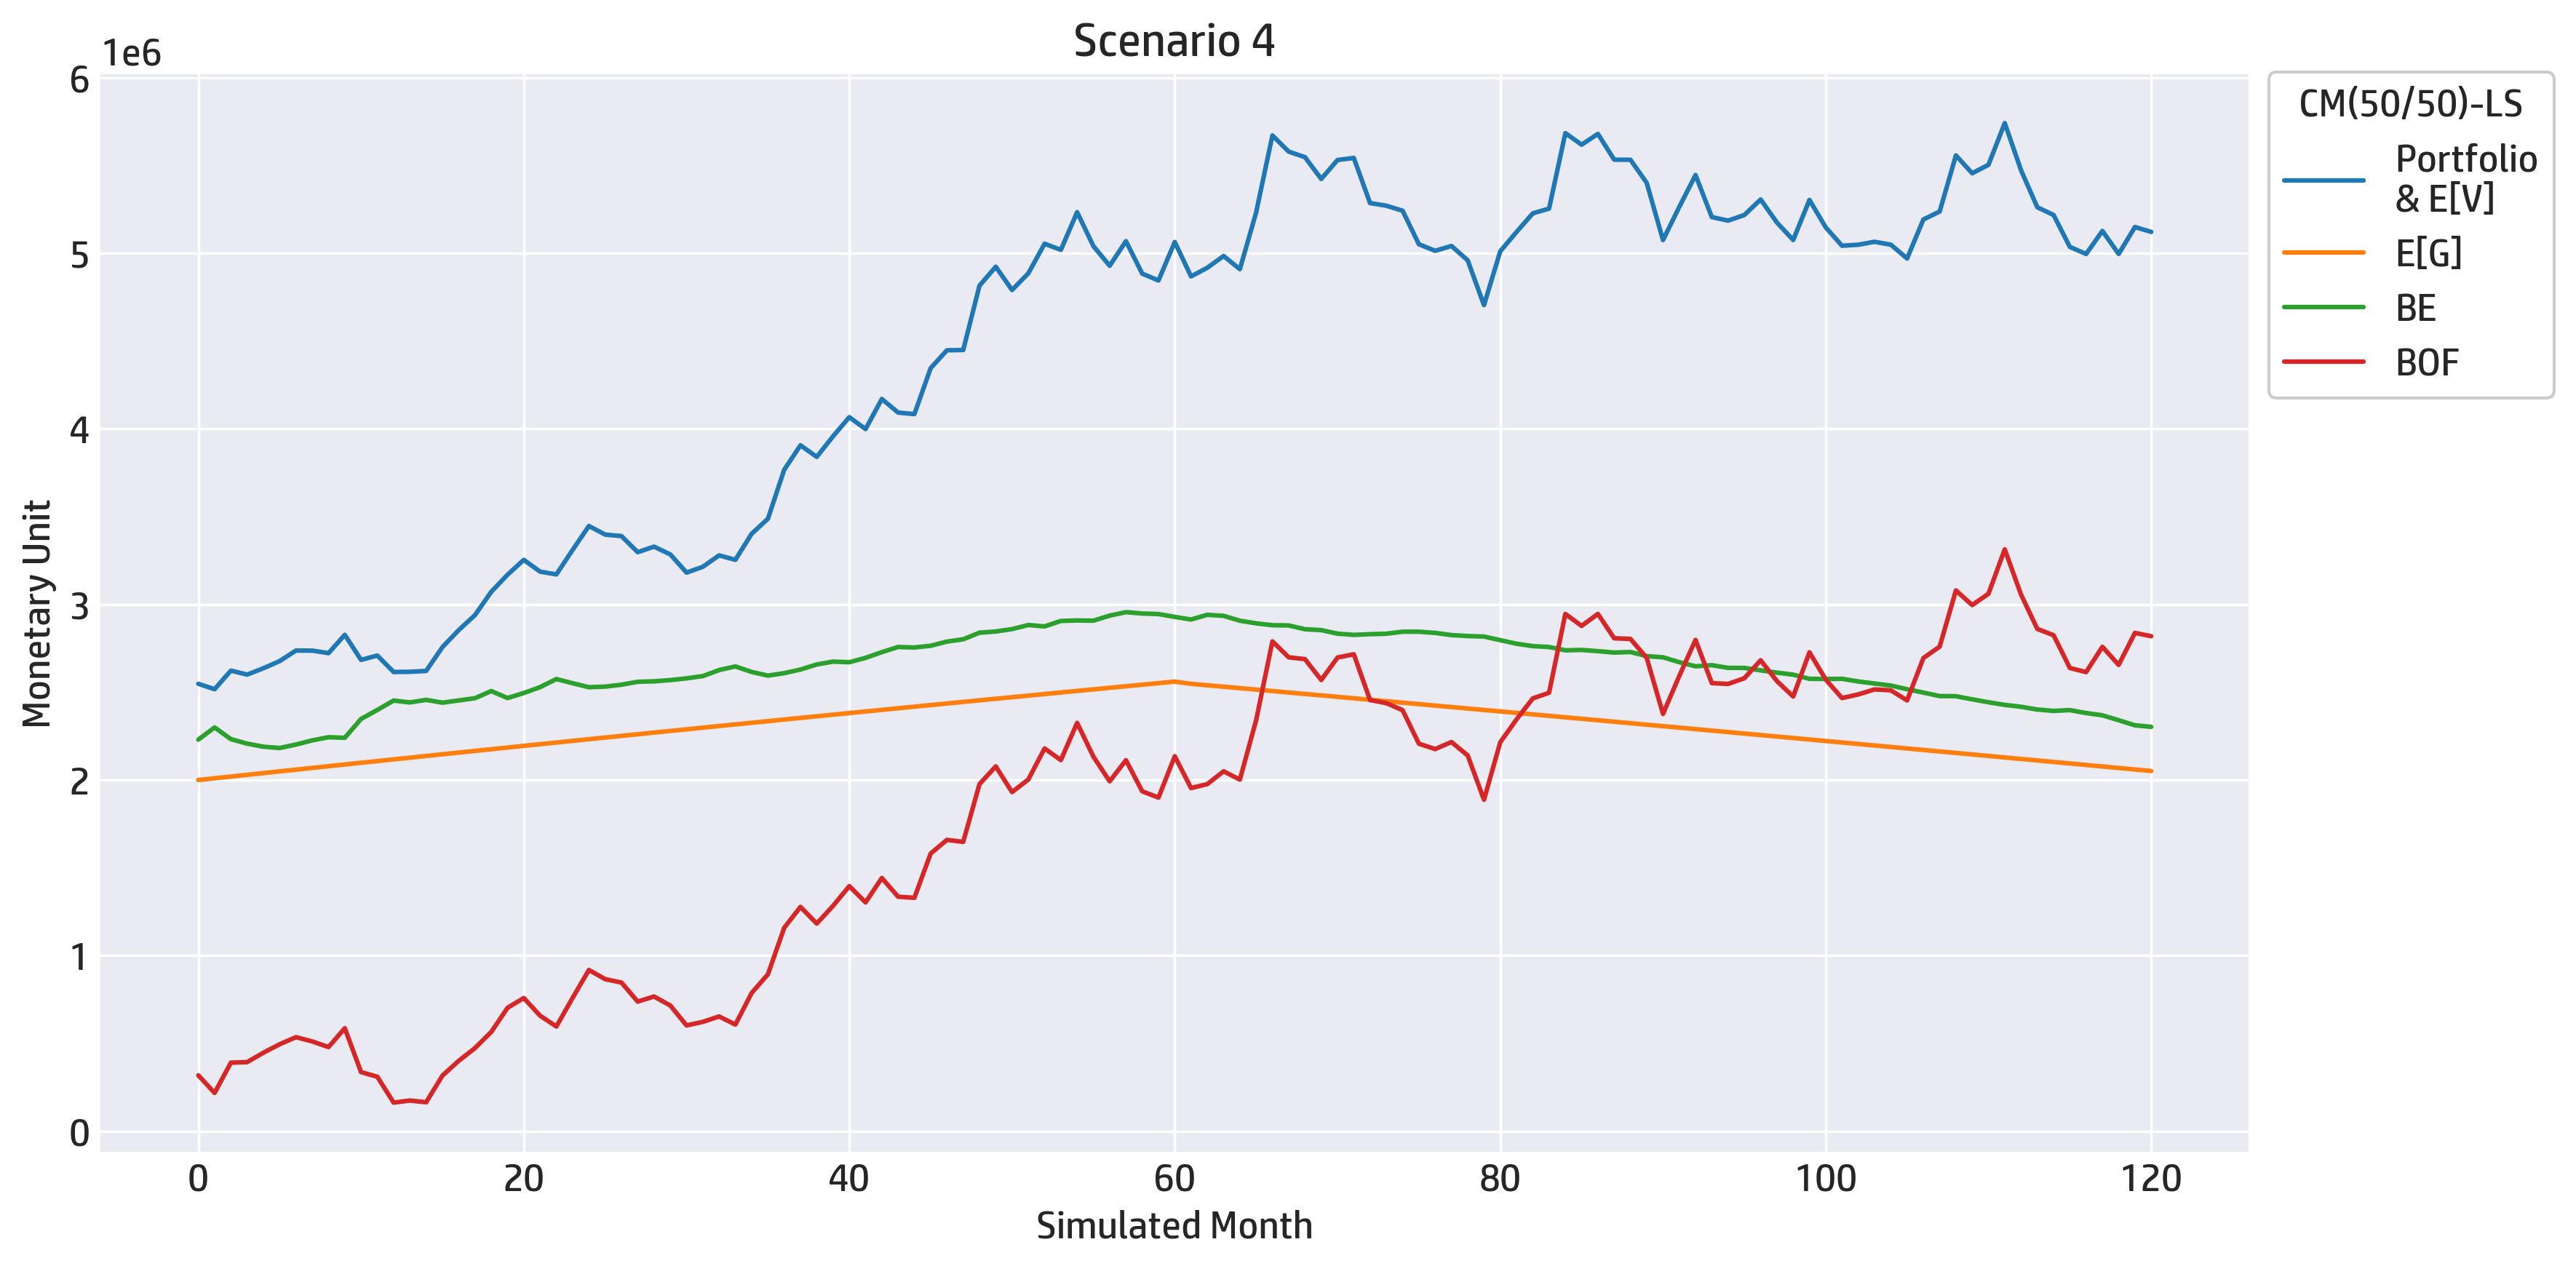 Scenario 4
1e6
6
5
4
3
2
1
0
Monetary Unit
0 20 40 60 80 100 120
Simulated Month
CM(50/50)-LS
Portfolio
& E[V]
E[G]
BE
BOF